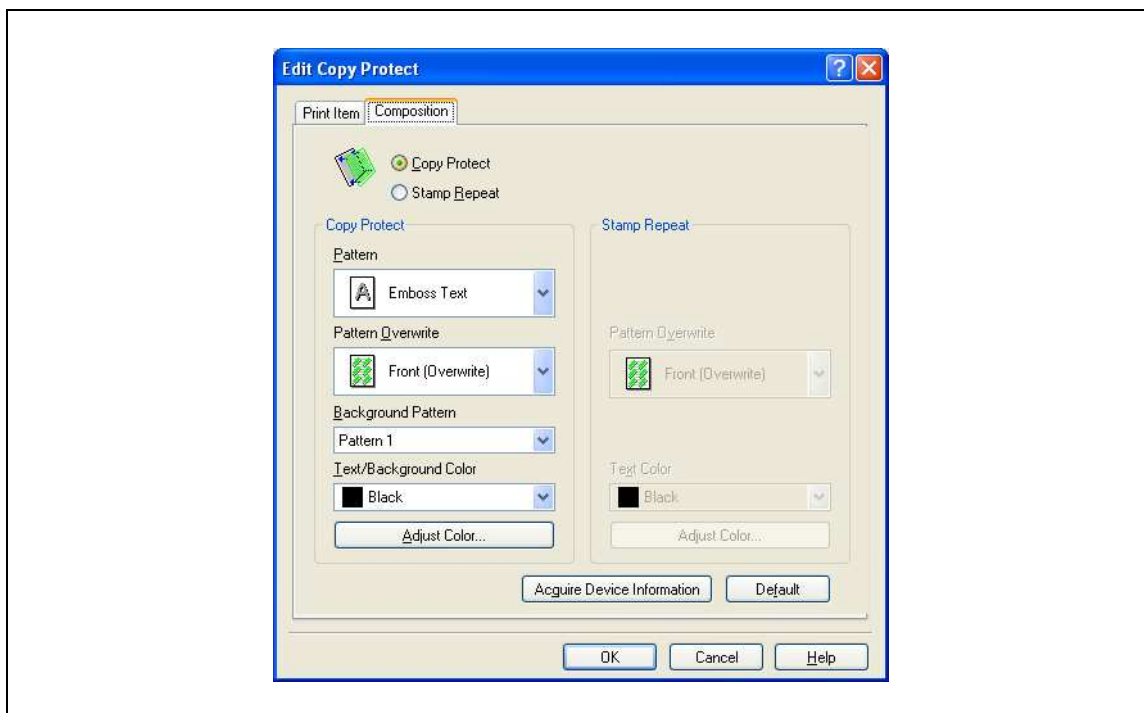 Edit Copy Protect
Print Item Composition
Copy Protect
Stamp Repeat
Copy Protect
Pattern
A Emboss Text
Pattern Overwrite
Front (Overwrite)
Background Pattern
Pattern 1
Text/Background Color
Black
Adjust Color...
Stamp Repeat
Pattern Overwrite
Front (Overwrite)
Text Color
Black
Adjust Color...
Acquire Device Information Default
OK Cancel Help